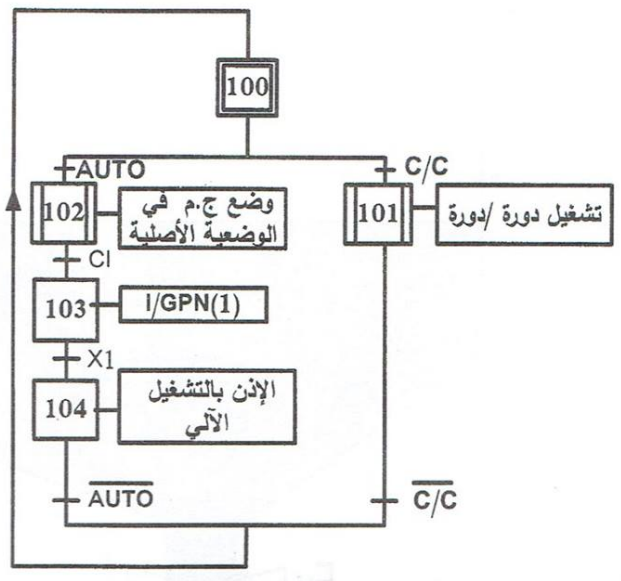 100
AUTO
C/C
102
وضع ج.م في
الوضعية الأصلية
101
تشغيل دورة /دورة
CI
103
I/GPN(1)
X1
104
الإذن بالتشغيل
الآلي
A̅U̅T̅O̅
C̅/̅C̅